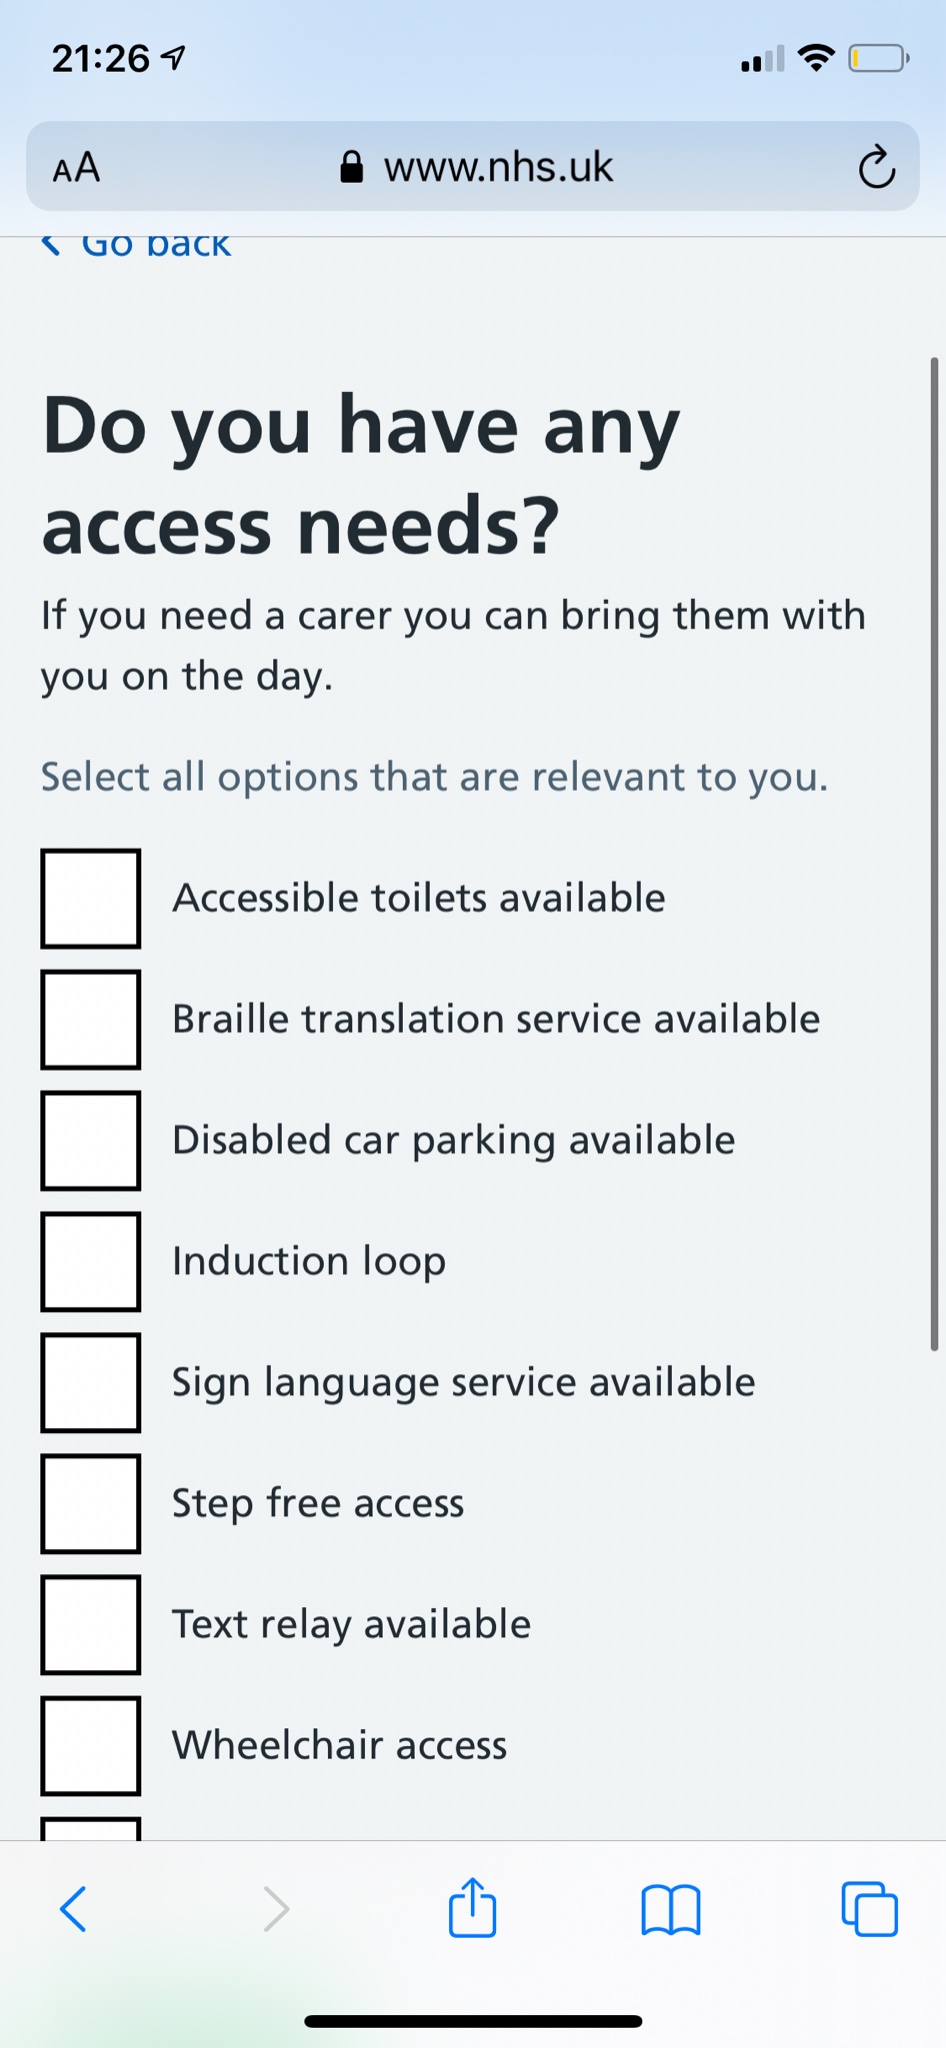 21:26
AA www.nhs.uk
Go back
Do you have any
access needs?
If you need a carer you can bring them with
you on the day.
Select all options that are relevant to you.
Accessible toilets available
Braille translation service available
Disabled car parking available
Induction loop
Sign language service available
Step free access
Text relay available
Wheelchair access